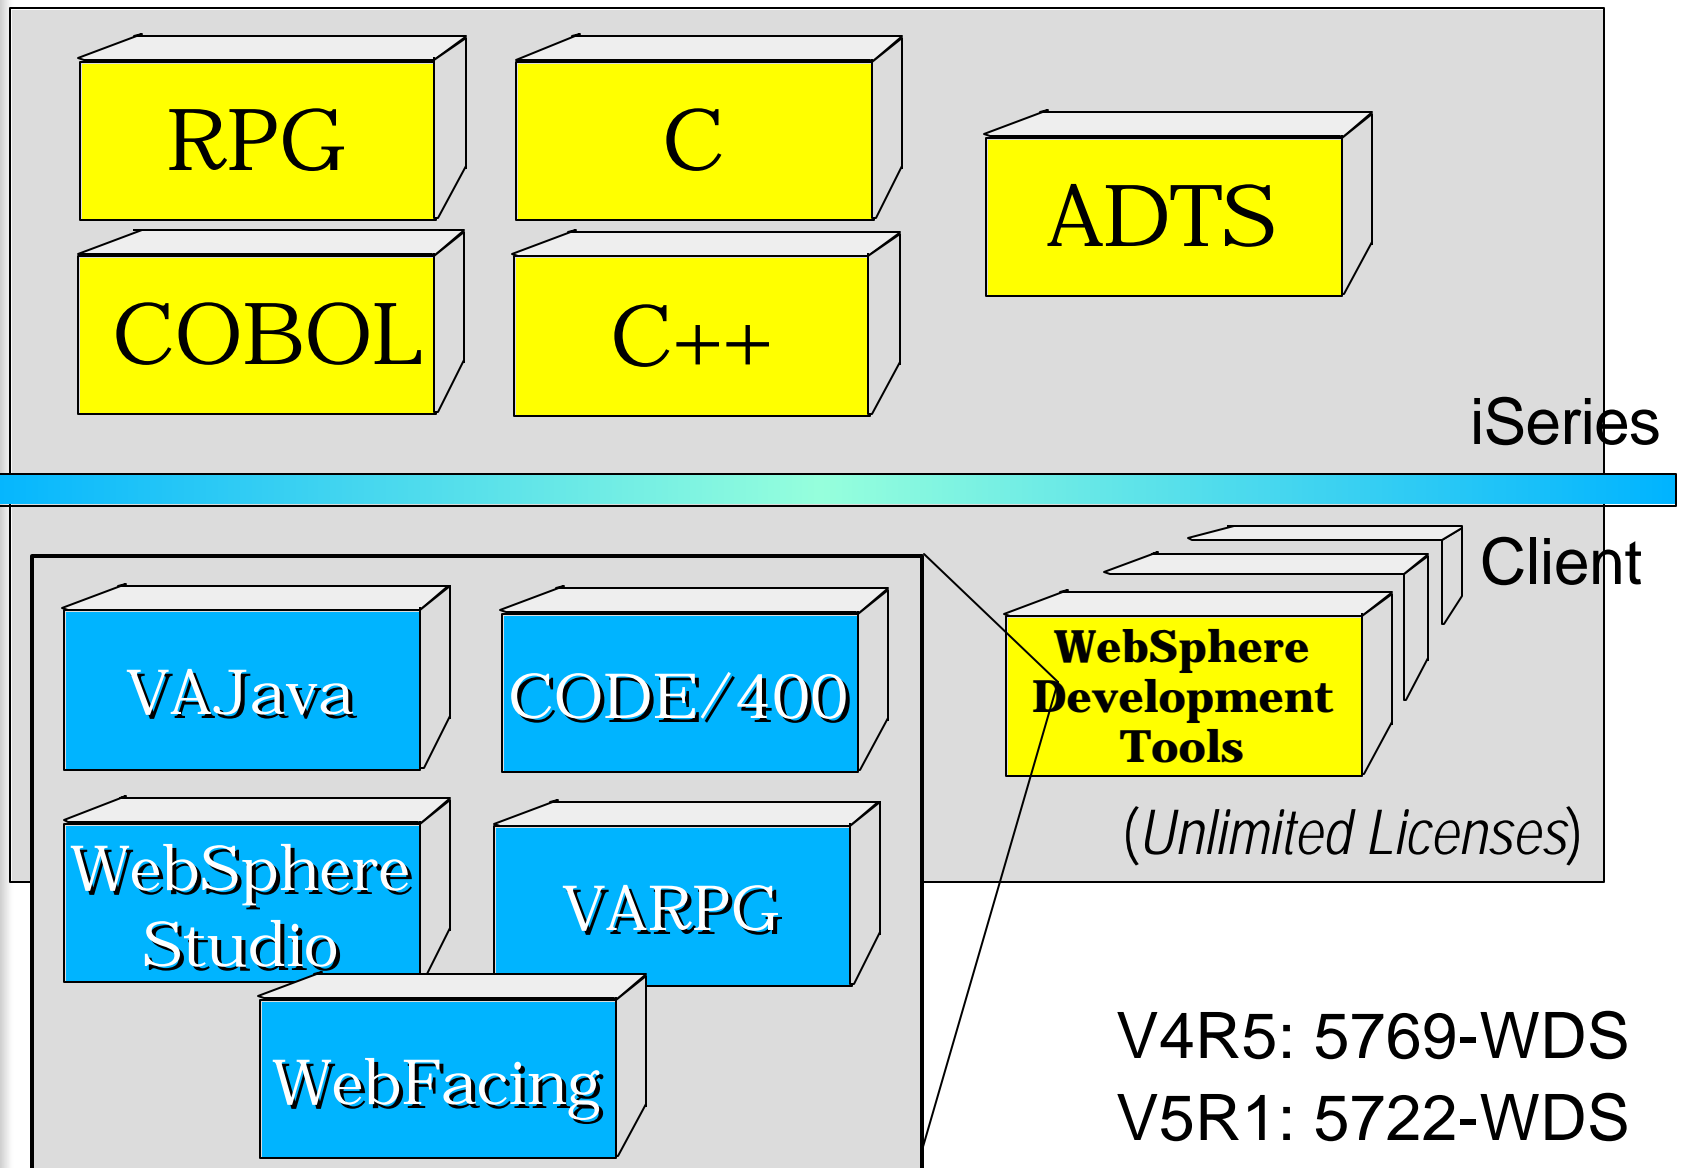 RPG
C
ADTS
COBOL
C++
iSeries
Client
WebSphere
Development
Tools
(Unlimited Licenses)
VAJava
CODE/400
WebSphere
Studio
VARPG
WebFacing
V4R5: 5769-WDS
V5R1: 5722-WDS